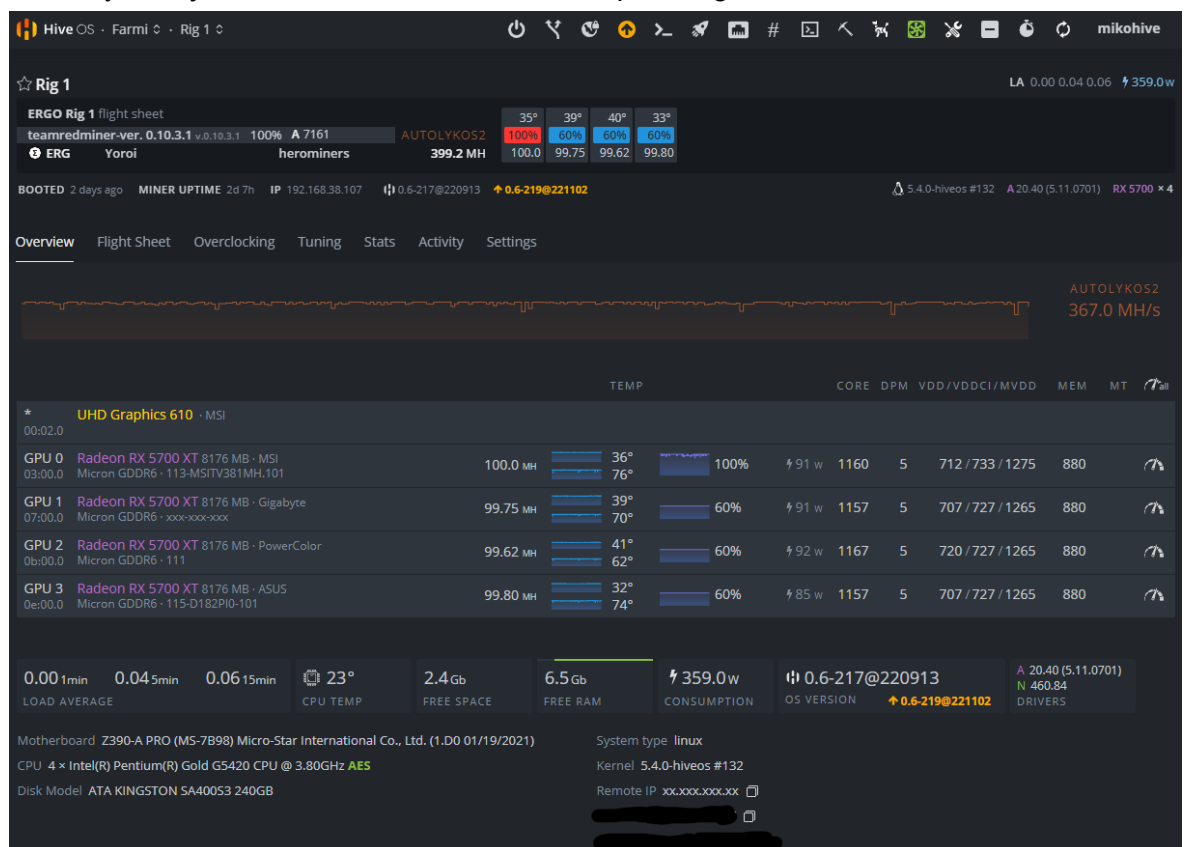 Hive OS · Farmi · Rig 1 mikohive
Rig 1 LA 0.00 0.04 0.06 359.0 w
ERGO Rig 1 flight sheet 35° 39° 40° 33°
teamredminer-ver. 0.10.3.1 v.0.10.3.1 100% A 7161 AUTOLYKOS2 100% 60% 60% 60%
ERG Yoroi herominers 399.2 MH 100.0 99.75 99.62 99.80
BOOTED 2 days ago MINER UPTIME 2d 7h IP 192.168.38.107 0.6-217@220913 0.6-219@221102 5.4.0-hiveos #132 A 20.40 (5.11.0701) RX 5700 × 4
Overview Flight Sheet Overclocking Tuning Stats Activity Settings
AUTOLYKOS2
367.0 MH/s
TEMP CORE DPM VDD/VDDCI/MVDD MEM MT all
* UHD Graphics 610 · MSI
00:02.0
GPU 0 Radeon RX 5700 XT 8176 MB · MSI 100.0 MH 36° 100% 91 w 1160 5 712 / 733 / 1275 880
03:00.0 Micron GDDR6 · 113-MSITV381MH.101 76°
GPU 1 Radeon RX 5700 XT 8176 MB · Gigabyte 99.75 MH 39° 60% 91 w 1157 5 707 / 727 / 1265 880
07:00.0 Micron GDDR6 · xxx-xxx-xxx 70°
GPU 2 Radeon RX 5700 XT 8176 MB · PowerColor 99.62 MH 41° 60% 92 w 1167 5 720 / 727 / 1265 880
0b:00.0 Micron GDDR6 · 111 62°
GPU 3 Radeon RX 5700 XT 8176 MB · ASUS 99.80 MH 32° 60% 85 w 1157 5 707 / 727 / 1265 880
0e:00.0 Micron GDDR6 · 115-D182PI0-101 74°
0.00 1min 0.04 5min 0.06 15min 23° 2.4 Gb 6.5 Gb 359.0 w 0.6-217@220913 A 20.40 (5.11.0701)
N 460.84
LOAD AVERAGE CPU TEMP FREE SPACE FREE RAM CONSUMPTION OS VERSION 0.6-219@221102 DRIVERS
Motherboard Z390-A PRO (MS-7B98) Micro-Star International Co., Ltd. (1.D0 01/19/2021) System type linux
CPU 4 × Intel(R) Pentium(R) Gold G5420 CPU @ 3.80GHz AES Kernel 5.4.0-hiveos #132
Disk Model ATA KINGSTON SA400S3 240GB Remote IP xx.xxx.xxx.xx